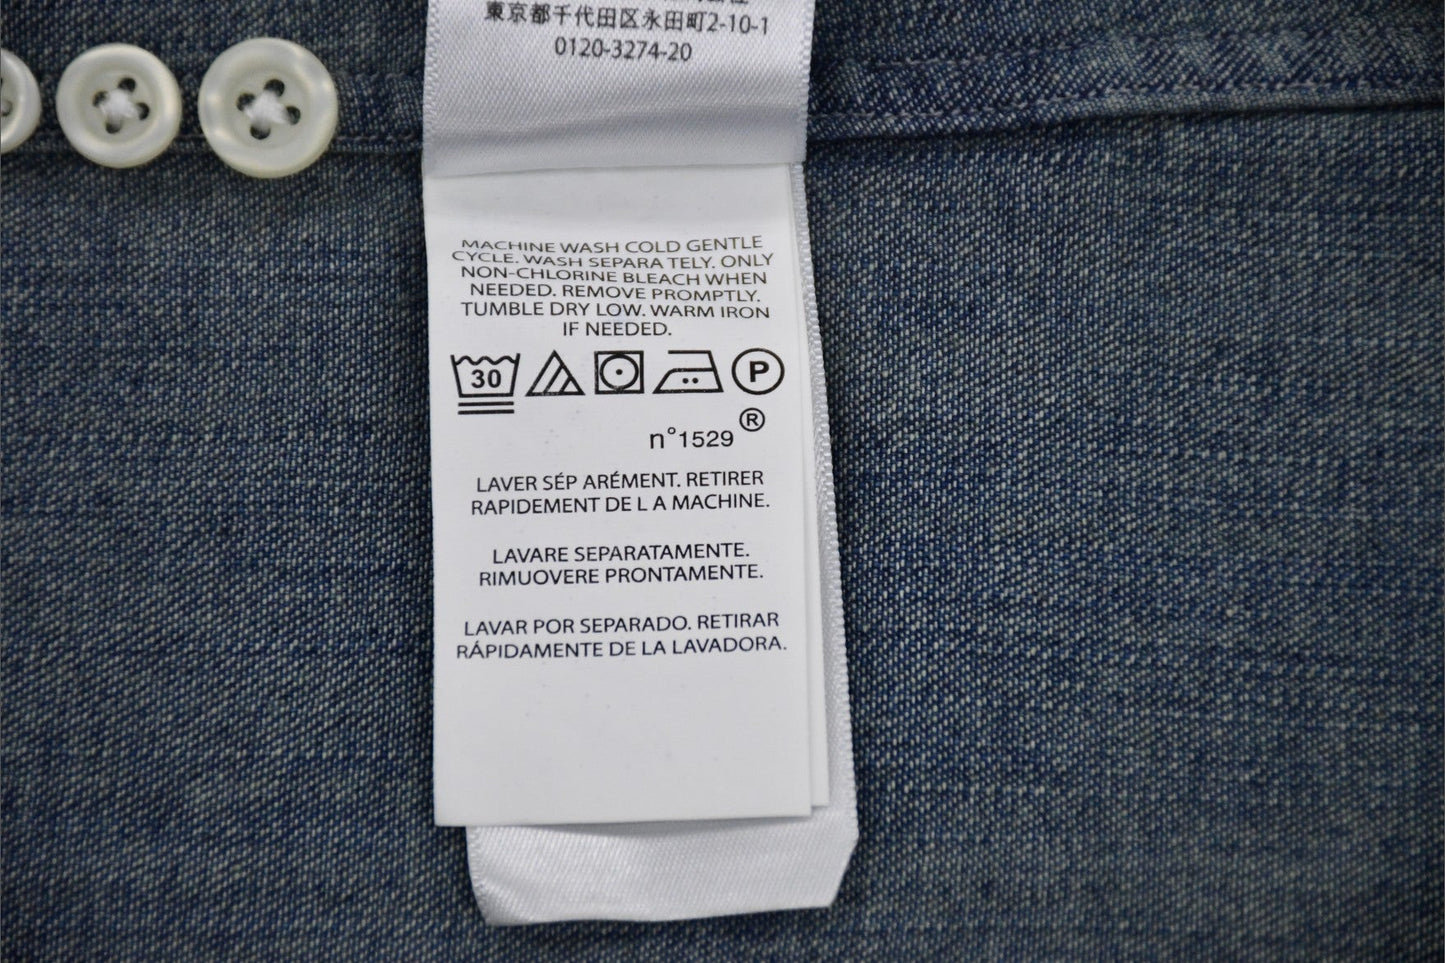 東京都千代田区永田町2-10-1
0120-3274-20
MACHINE WASH COLD GENTLE
CYCLE. WASH SEPARA TELY. ONLY
NON-CHLORINE BLEACH WHEN
NEEDED. REMOVE PROMPTLY.
TUMBLE DRY LOW. WARM IRON
IF NEEDED.
30 P
n°1529 ®
LAVER SÉP ARÉMENT. RETIRER
RAPIDEMENT DE L A MACHINE.
LAVARE SEPARATAMENTE.
RIMUOVERE PRONTAMENTE.
LAVAR POR SEPARADO. RETIRAR
RÁPIDAMENTE DE LA LAVADORA.